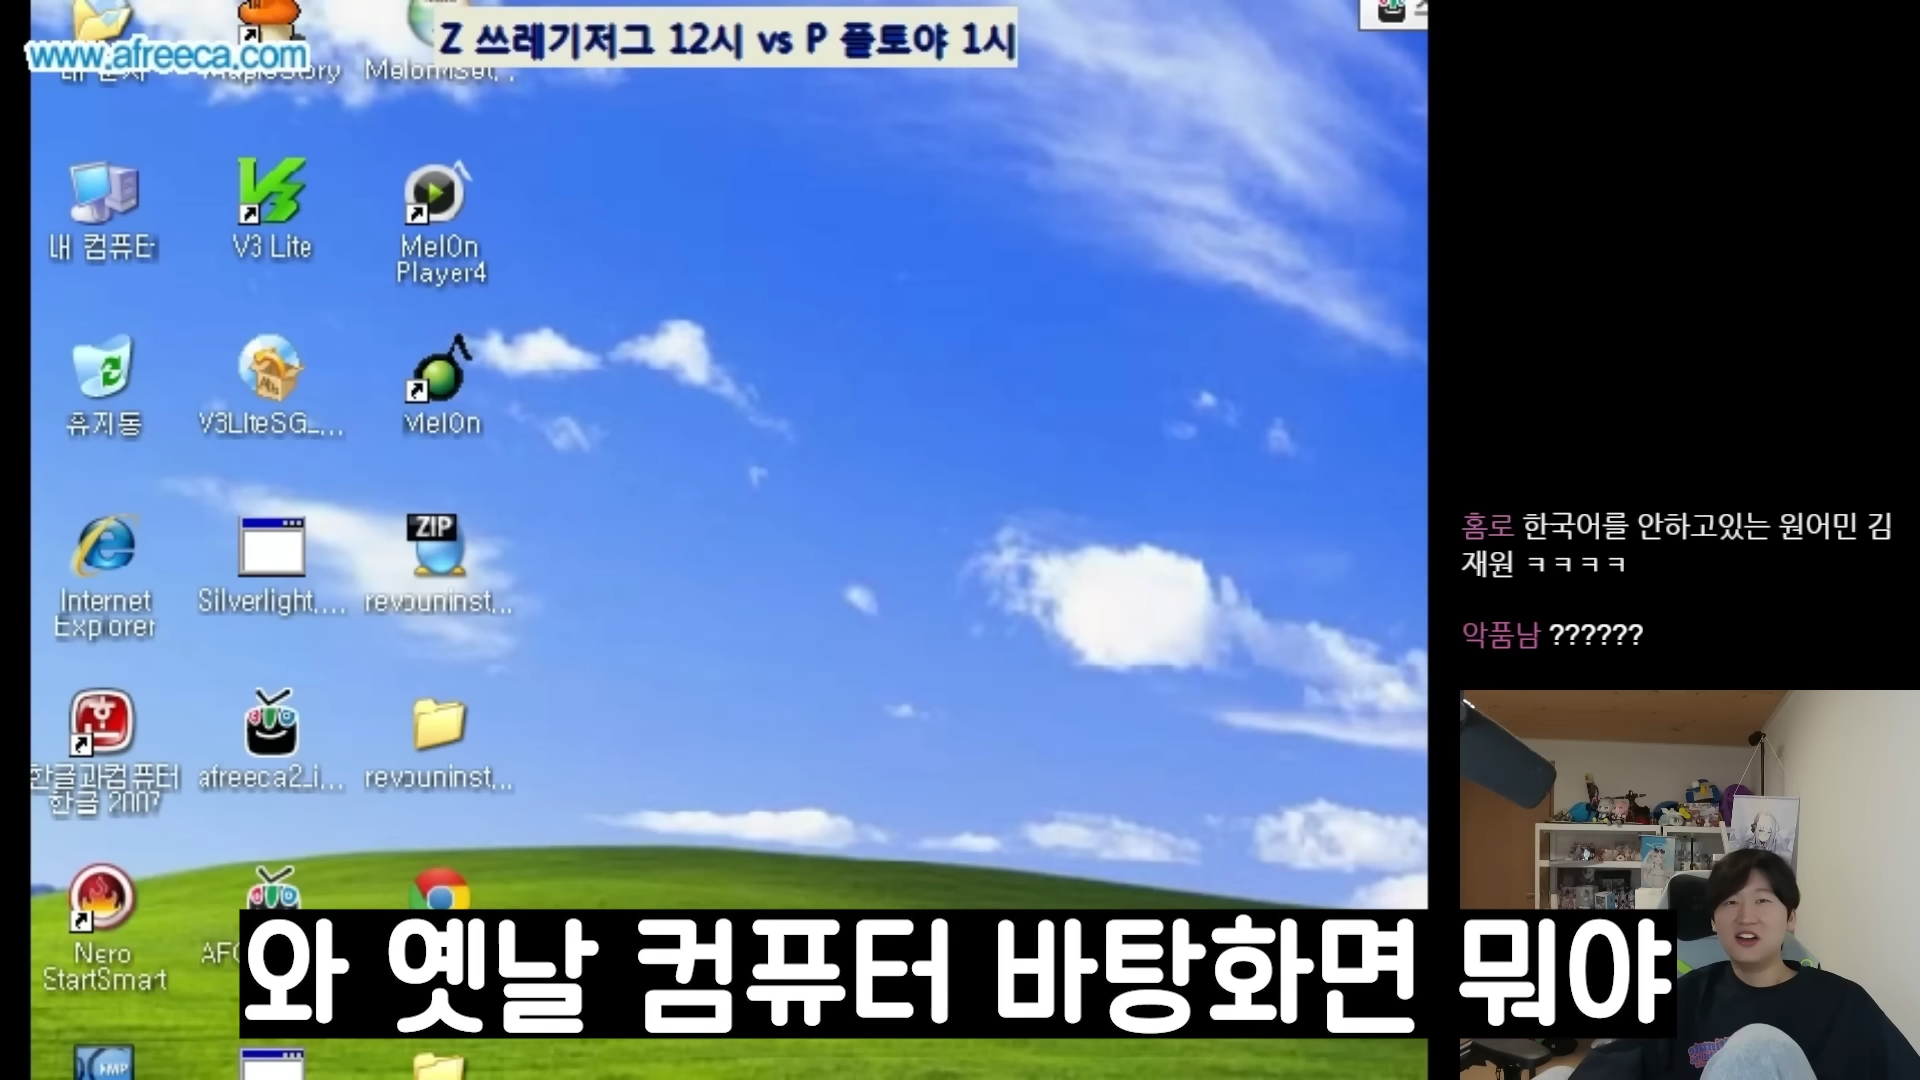 www.afreeca.com
Z 쓰레기저그 12시 vs P 플토야 1시
MapleStory
내 컴퓨터
V3 Lite
MelOn
Player4
휴지통
V3LiteSG_...
MelOn
Internet
Explorer
Silverlight....
revouninst...
한글과컴퓨터
한글 2007
afreeca2_i...
revouninst...
ZIP
Nero
StartSmart
홈로 한국어를 안하고있는 원어민 김
재원 ㅋㅋㅋㅋ
악품남 ??????
와 옛날 컴퓨터 바탕화면 뭐야